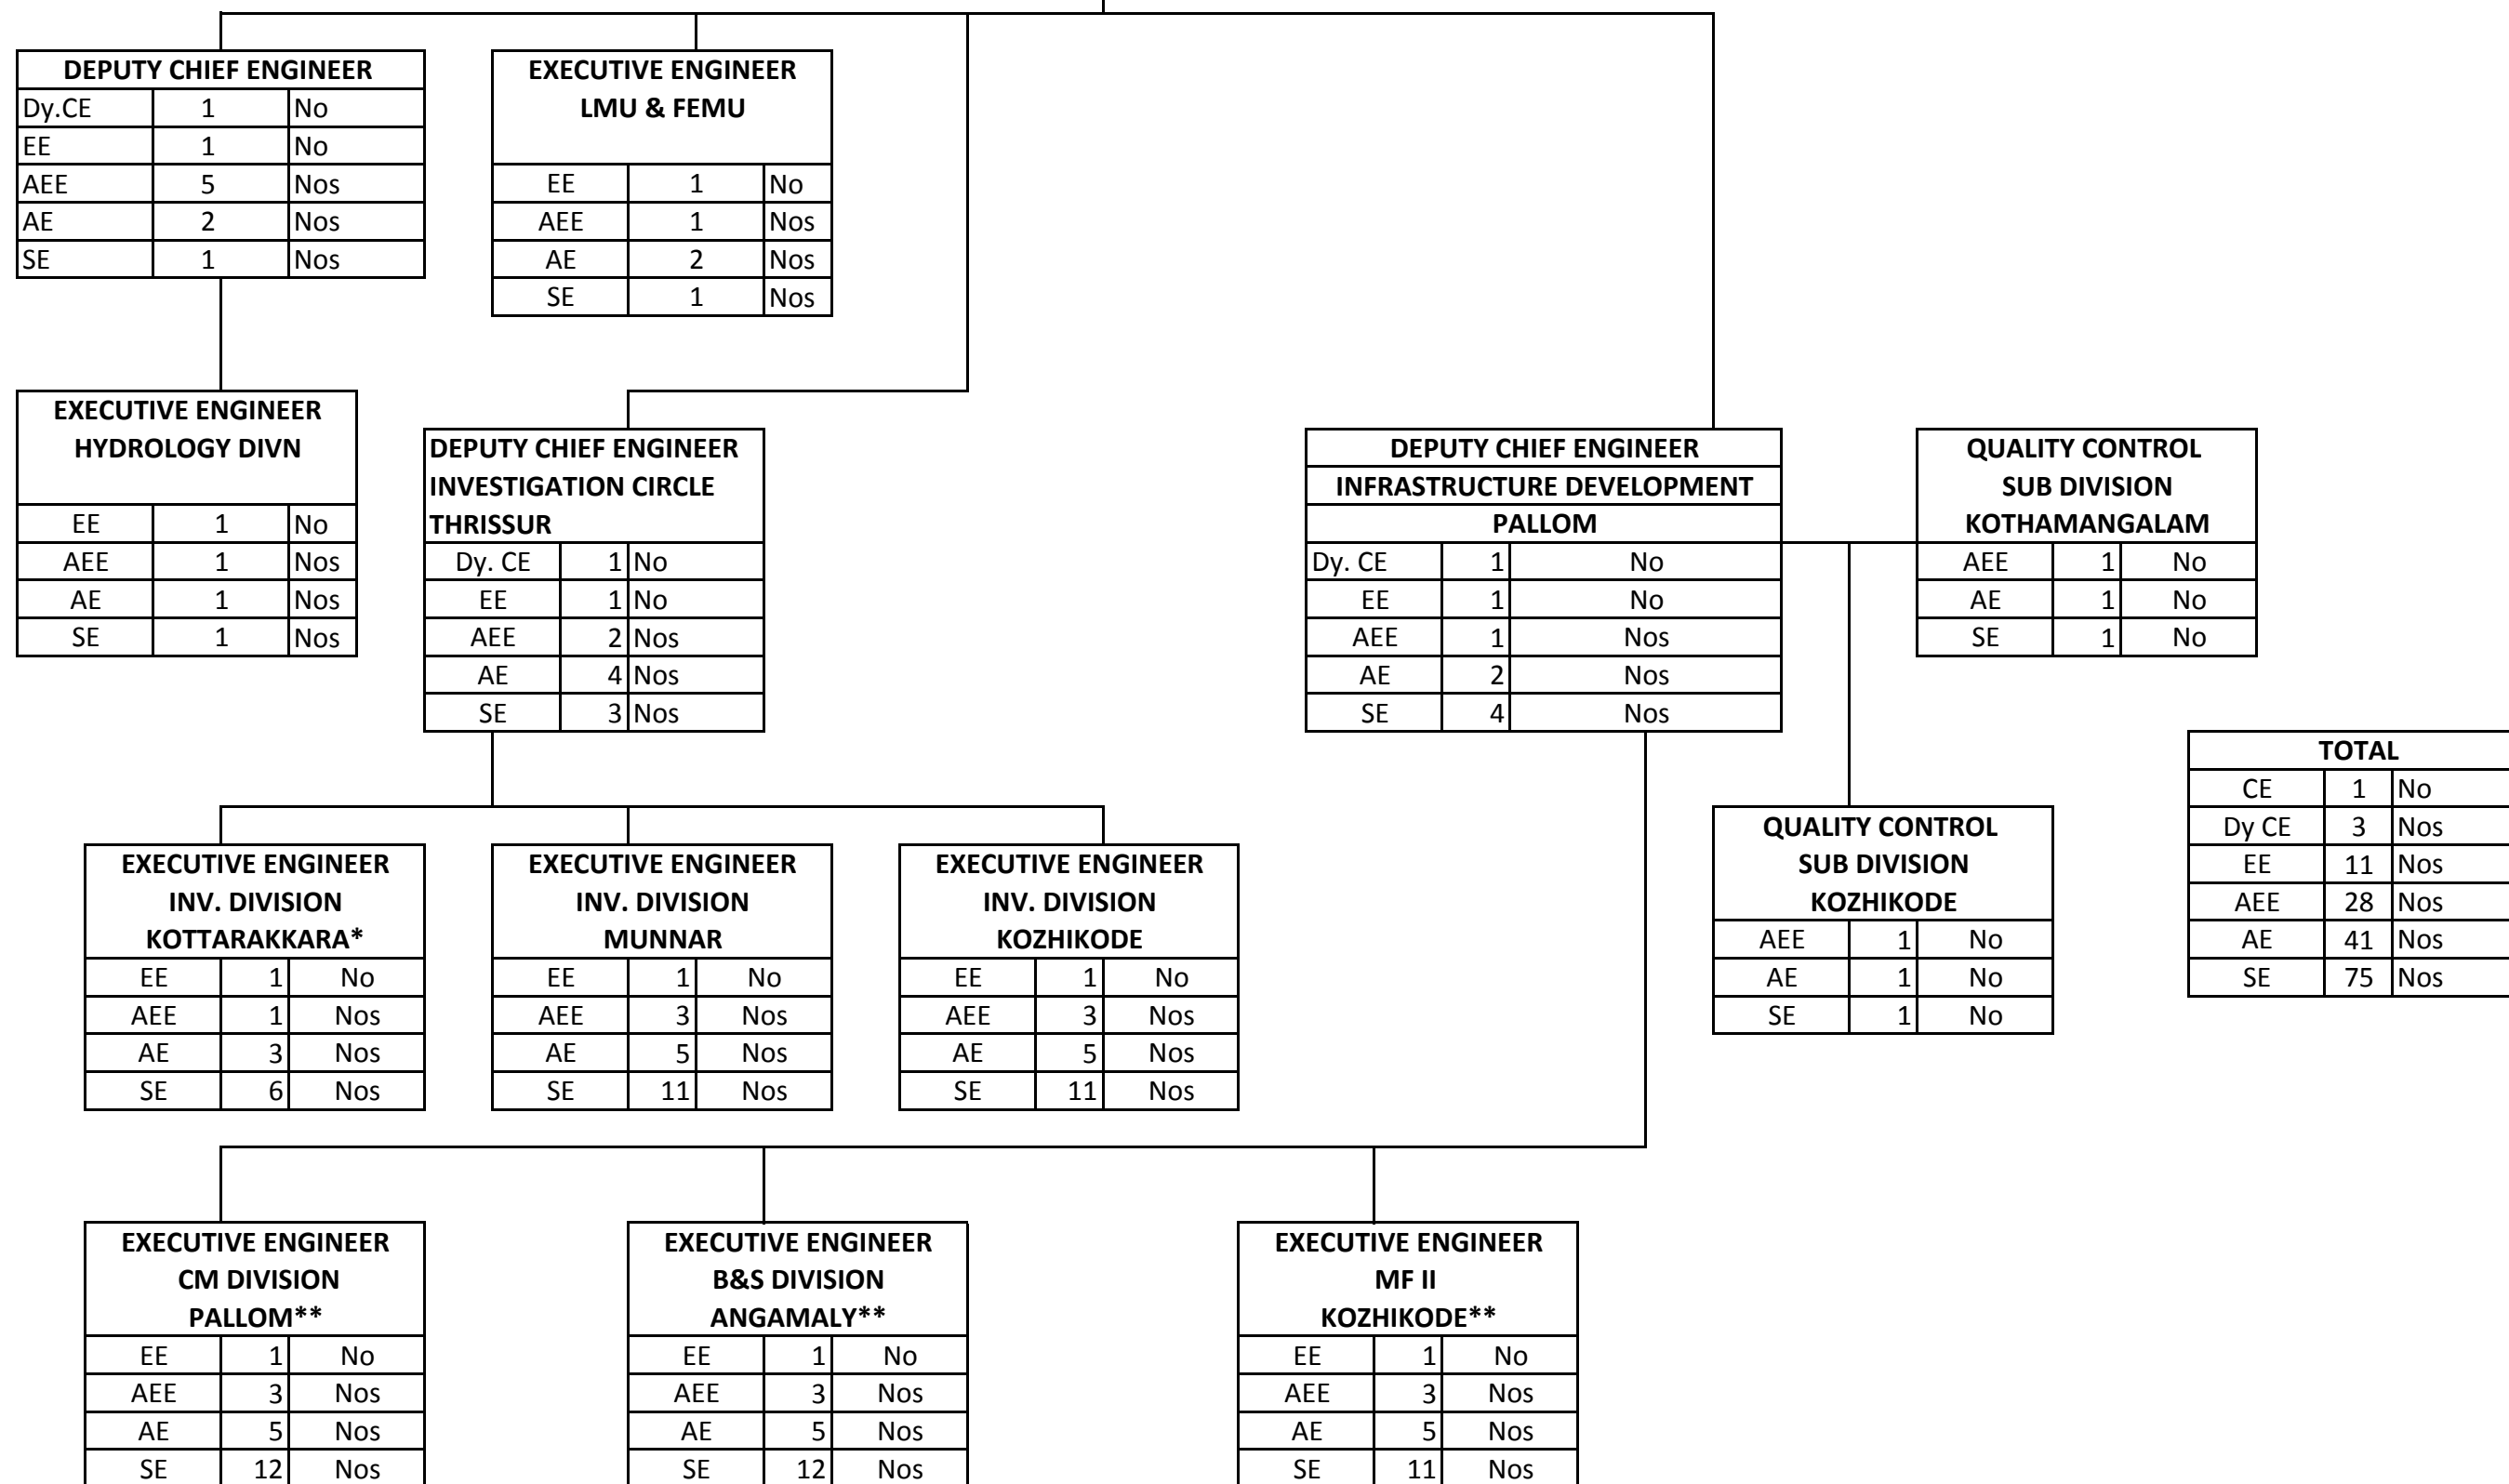 DEPUTY CHIEF ENGINEER
Dy.CE 1 No
EE 1 No
AEE 5 Nos
AE 2 Nos
SE 1 Nos
EXECUTIVE ENGINEER
LMU & FEMU
EE 1 No
AEE 1 Nos
AE 2 Nos
SE 1 Nos
EXECUTIVE ENGINEER
HYDROLOGY DIVN
EE 1 No
AEE 1 Nos
AE 1 Nos
SE 1 Nos
DEPUTY CHIEF ENGINEER
INVESTIGATION CIRCLE
THRISSUR
Dy. CE 1 No
EE 1 No
AEE 2 Nos
AE 4 Nos
SE 3 Nos
DEPUTY CHIEF ENGINEER
INFRASTRUCTURE DEVELOPMENT
PALLOM
Dy. CE 1 No
EE 1 No
AEE 1 Nos
AE 2 Nos
SE 4 Nos
QUALITY CONTROL
SUB DIVISION
KOTHAMANGALAM
AEE 1 No
AE 1 No
SE 1 No
TOTAL
CE 1 No
Dy CE 3 Nos
EE 11 Nos
AEE 28 Nos
AE 41 Nos
SE 75 Nos
EXECUTIVE ENGINEER
INV. DIVISION
KOTTARAKKARA*
EE 1 No
AEE 1 Nos
AE 3 Nos
SE 6 Nos
EXECUTIVE ENGINEER
INV. DIVISION
MUNNAR
EE 1 No
AEE 3 Nos
AE 5 Nos
SE 11 Nos
EXECUTIVE ENGINEER
INV. DIVISION
KOZHIKODE
EE 1 No
AEE 3 Nos
AE 5 Nos
SE 11 Nos
QUALITY CONTROL
SUB DIVISION
KOZHIKODE
AEE 1 No
AE 1 No
SE 1 No
EXECUTIVE ENGINEER
CM DIVISION
PALLOM**
EE 1 No
AEE 3 Nos
AE 5 Nos
SE 12 Nos
EXECUTIVE ENGINEER
B&S DIVISION
ANGAMALY**
EE 1 No
AEE 3 Nos
AE 5 Nos
SE 12 Nos
EXECUTIVE ENGINEER
MF II
KOZHIKODE**
EE 1 No
AEE 3 Nos
AE 5 Nos
SE 11 Nos